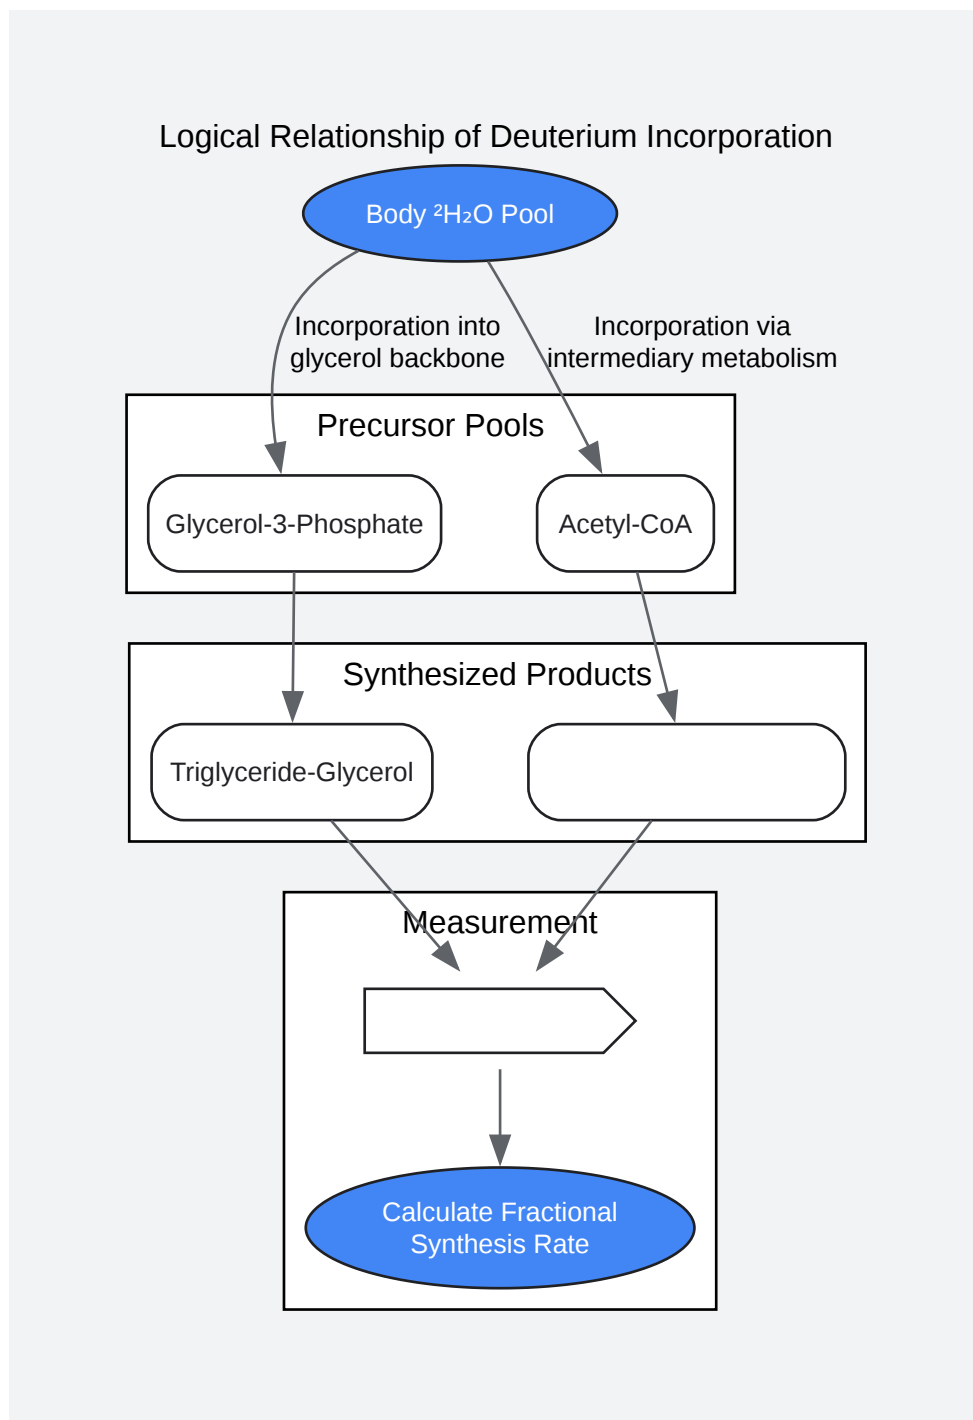 Logical Relationship of Deuterium Incorporation
Body ²H₂O Pool
Incorporation into
glycerol backbone
Incorporation via
intermediary metabolism
Precursor Pools
Glycerol-3-Phosphate
Acetyl-CoA
Synthesized Products
Triglyceride-Glycerol
Measurement
Calculate Fractional
Synthesis Rate